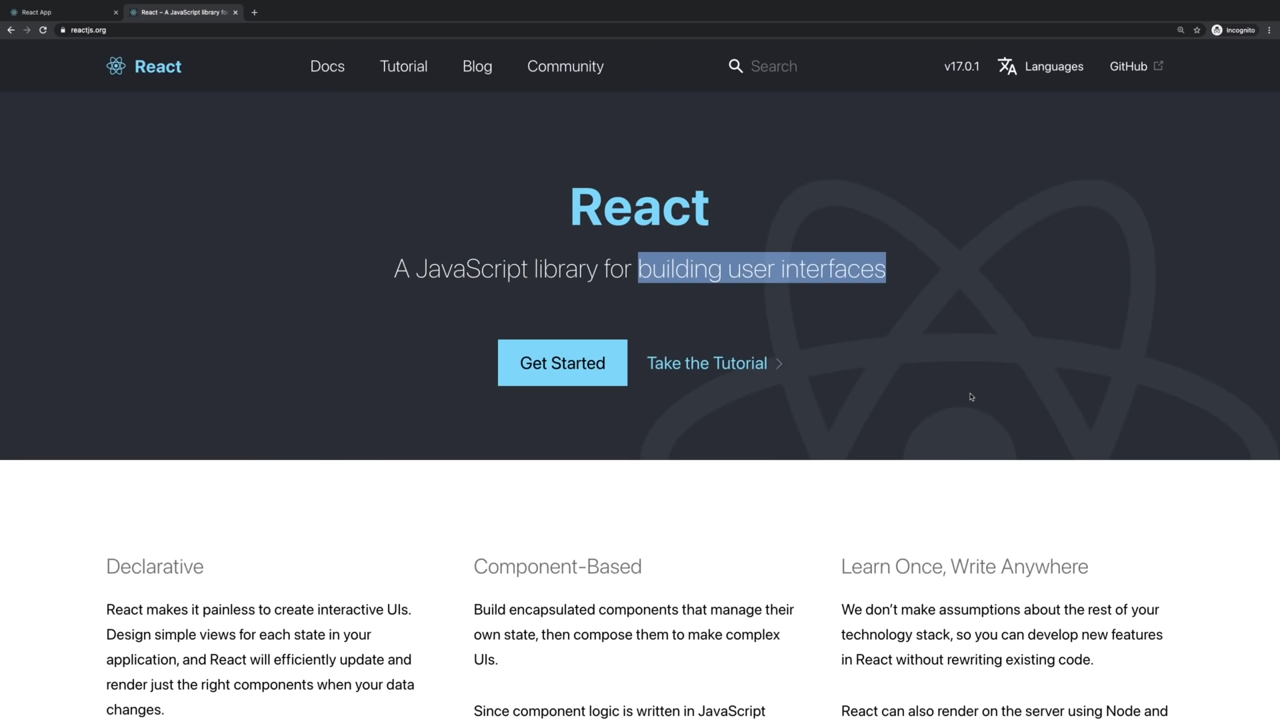 React App
React – A JavaScript library fo
reactjs.org
Incognito
React
Docs
Tutorial
Blog
Community
Search
v17.0.1
Languages
GitHub
React
A JavaScript library for building user interfaces
Get Started
Take the Tutorial
Declarative
React makes it painless to create interactive UIs.
Design simple views for each state in your
application, and React will efficiently update and
render just the right components when your data
changes.
Component-Based
Build encapsulated components that manage their
own state, then compose them to make complex
UIs.
Since component logic is written in JavaScript
Learn Once, Write Anywhere
We don’t make assumptions about the rest of your
technology stack, so you can develop new features
in React without rewriting existing code.
React can also render on the server using Node and